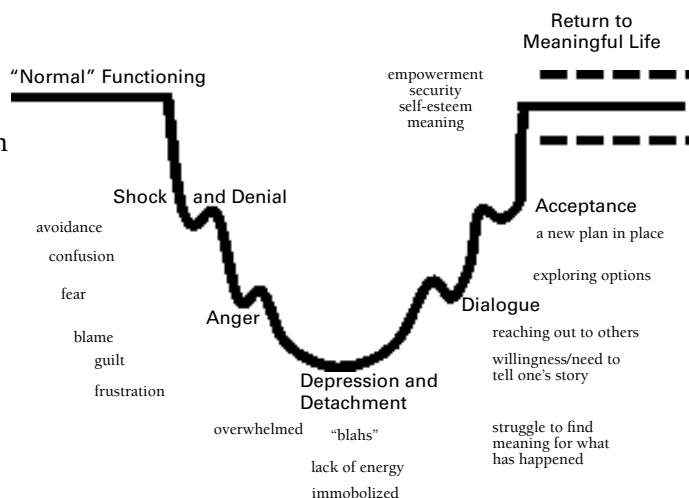 Return to
Meaningful Life
“Normal” Functioning
empowerment
security
self-esteem
meaning
n
Shock and Denial
avoidance
confusion
fear
Anger
blame
guilt
frustration
Depression and
Detachment
overwhelmed
“blahs”
lack of energy
immobolized
Acceptance
a new plan in place
exploring options
Dialogue
reaching out to others
willingness/need to
tell one’s story
struggle to find
meaning for what
has happened